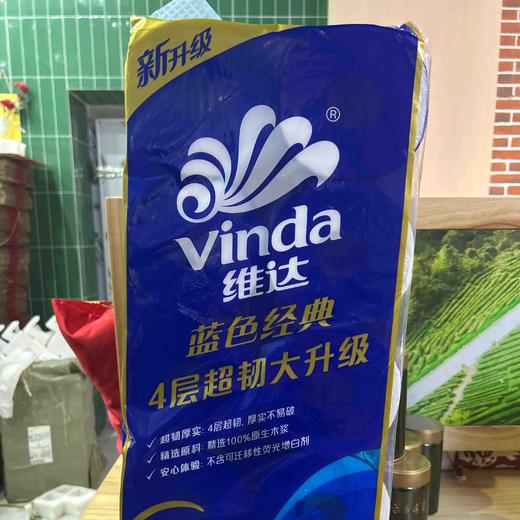 新升级
®
Vinda
维达
蓝色经典
4层超韧大升级
✓ 超韧厚实: 4层超韧, 厚实不易破
✓ 精选原料: 精选100%原生木浆
✓ 安心体验: 不含可迁移性荧光增白剂